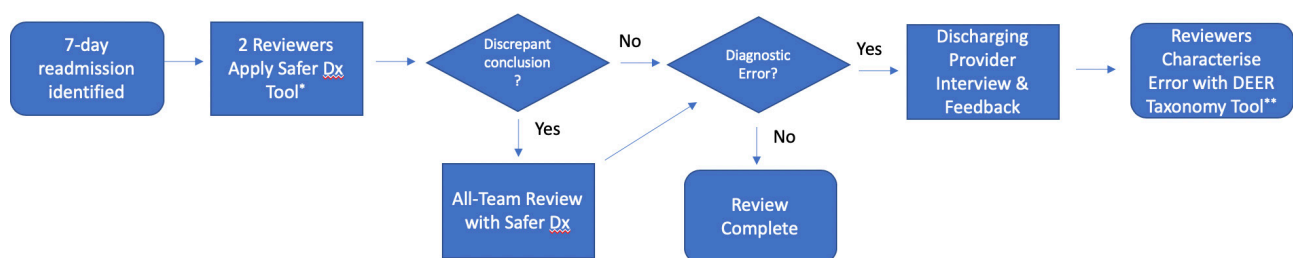 7-day
readmission
identified
2 Reviewers
Apply Safer Dx
Tool*
Discrepant
conclusion
?
No
Diagnostic
Error?
Yes
Discharging
Provider
Interview &
Feedback
Reviewers
Characterise
Error with DEER
Taxonomy Tool**
Yes
No
All-Team Review
with Safer Dx
Review
Complete